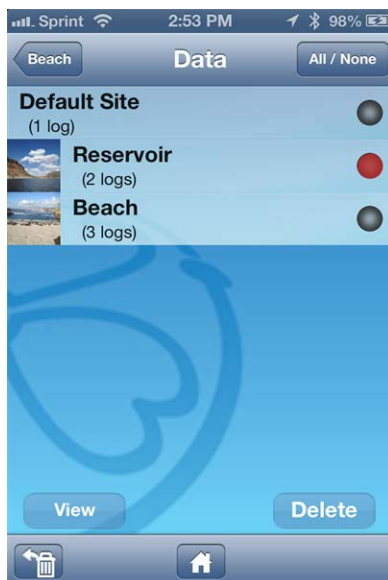 Sprint 2:53 PM 98%
Beach Data All / None
Default Site
(1 log)
Reservoir
(2 logs)
Beach
(3 logs)
View Delete